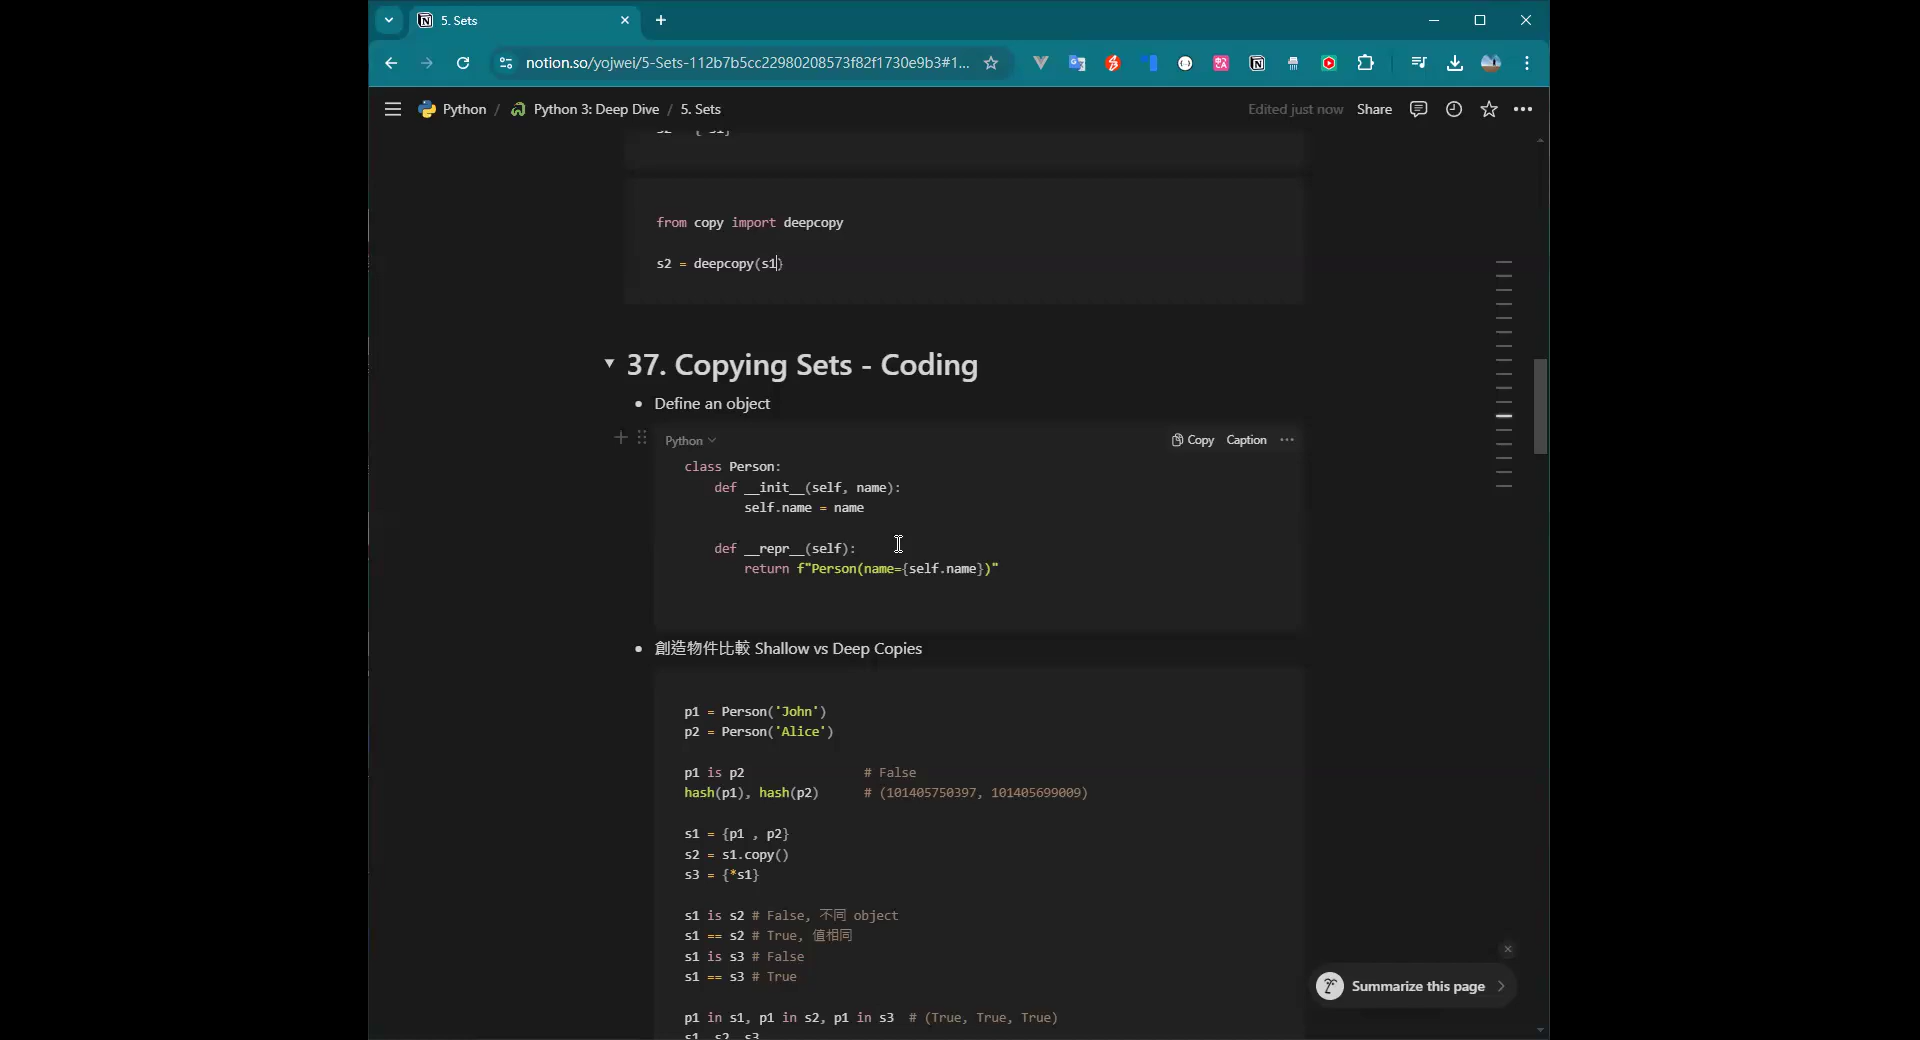 5. Sets
notion.so/yojwei/5-Sets-112b7b5cc22980208573f82f1730e9b3#1...
Python / Python 3: Deep Dive / 5. Sets
Edited just now Share
from copy import deepcopy
s2 = deepcopy(s1)
37. Copying Sets - Coding
Define an object
Python
Copy Caption
class Person:
def __init__(self, name):
self.name = name
def __repr__(self):
return f"Person(name={self.name})"
創造物件比較 Shallow vs Deep Copies
p1 = Person('John')
p2 = Person('Alice')
p1 is p2 # False
hash(p1), hash(p2) # (101405750397, 101405699009)
s1 = {p1 , p2}
s2 = s1.copy()
s3 = {*s1}
s1 is s2 # False, 不同 object
s1 == s2 # True, 值相同
s1 is s3 # False
s1 == s3 # True
Summarize this page
p1 in s1, p1 in s2, p1 in s3 # (True, True, True)
s1, s2, s3